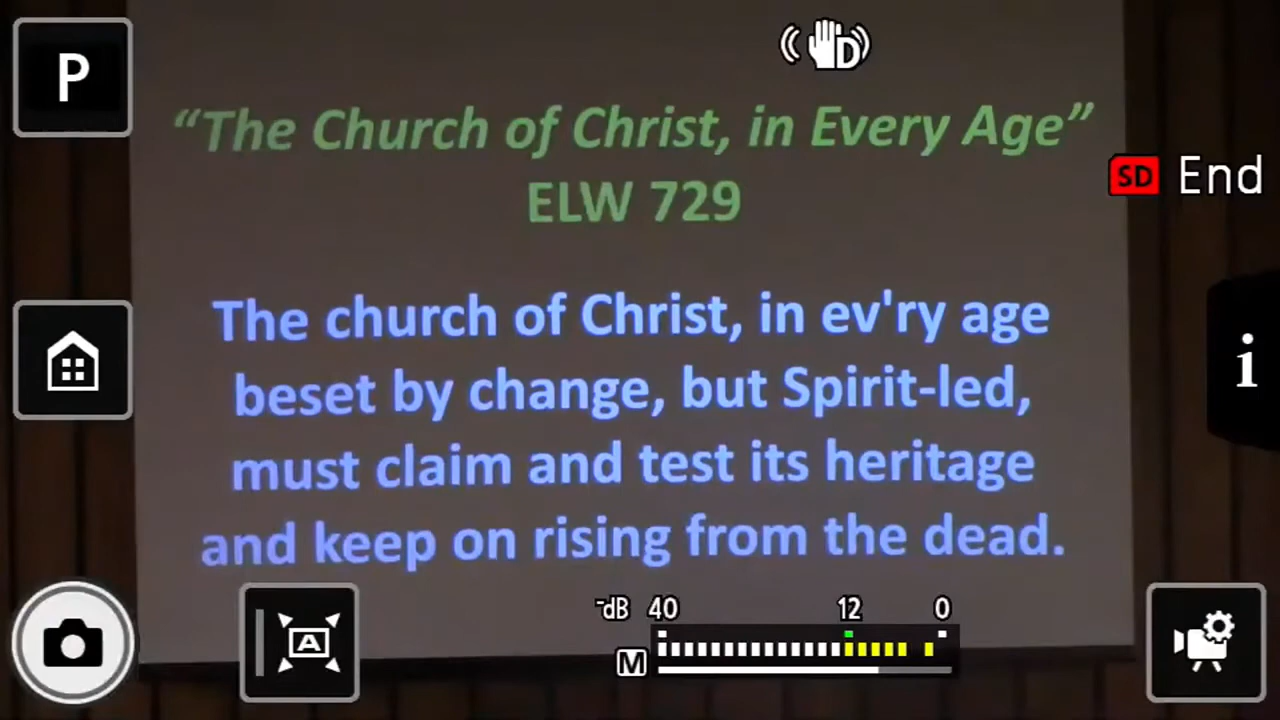 P
D
“The Church of Christ, in Every Age”
SD End
ELW 729
The church of Christ, in ev'ry age
i
beset by change, but Spirit-led,
must claim and test its heritage
and keep on rising from the dead.
-dB 40 12 0
A
M